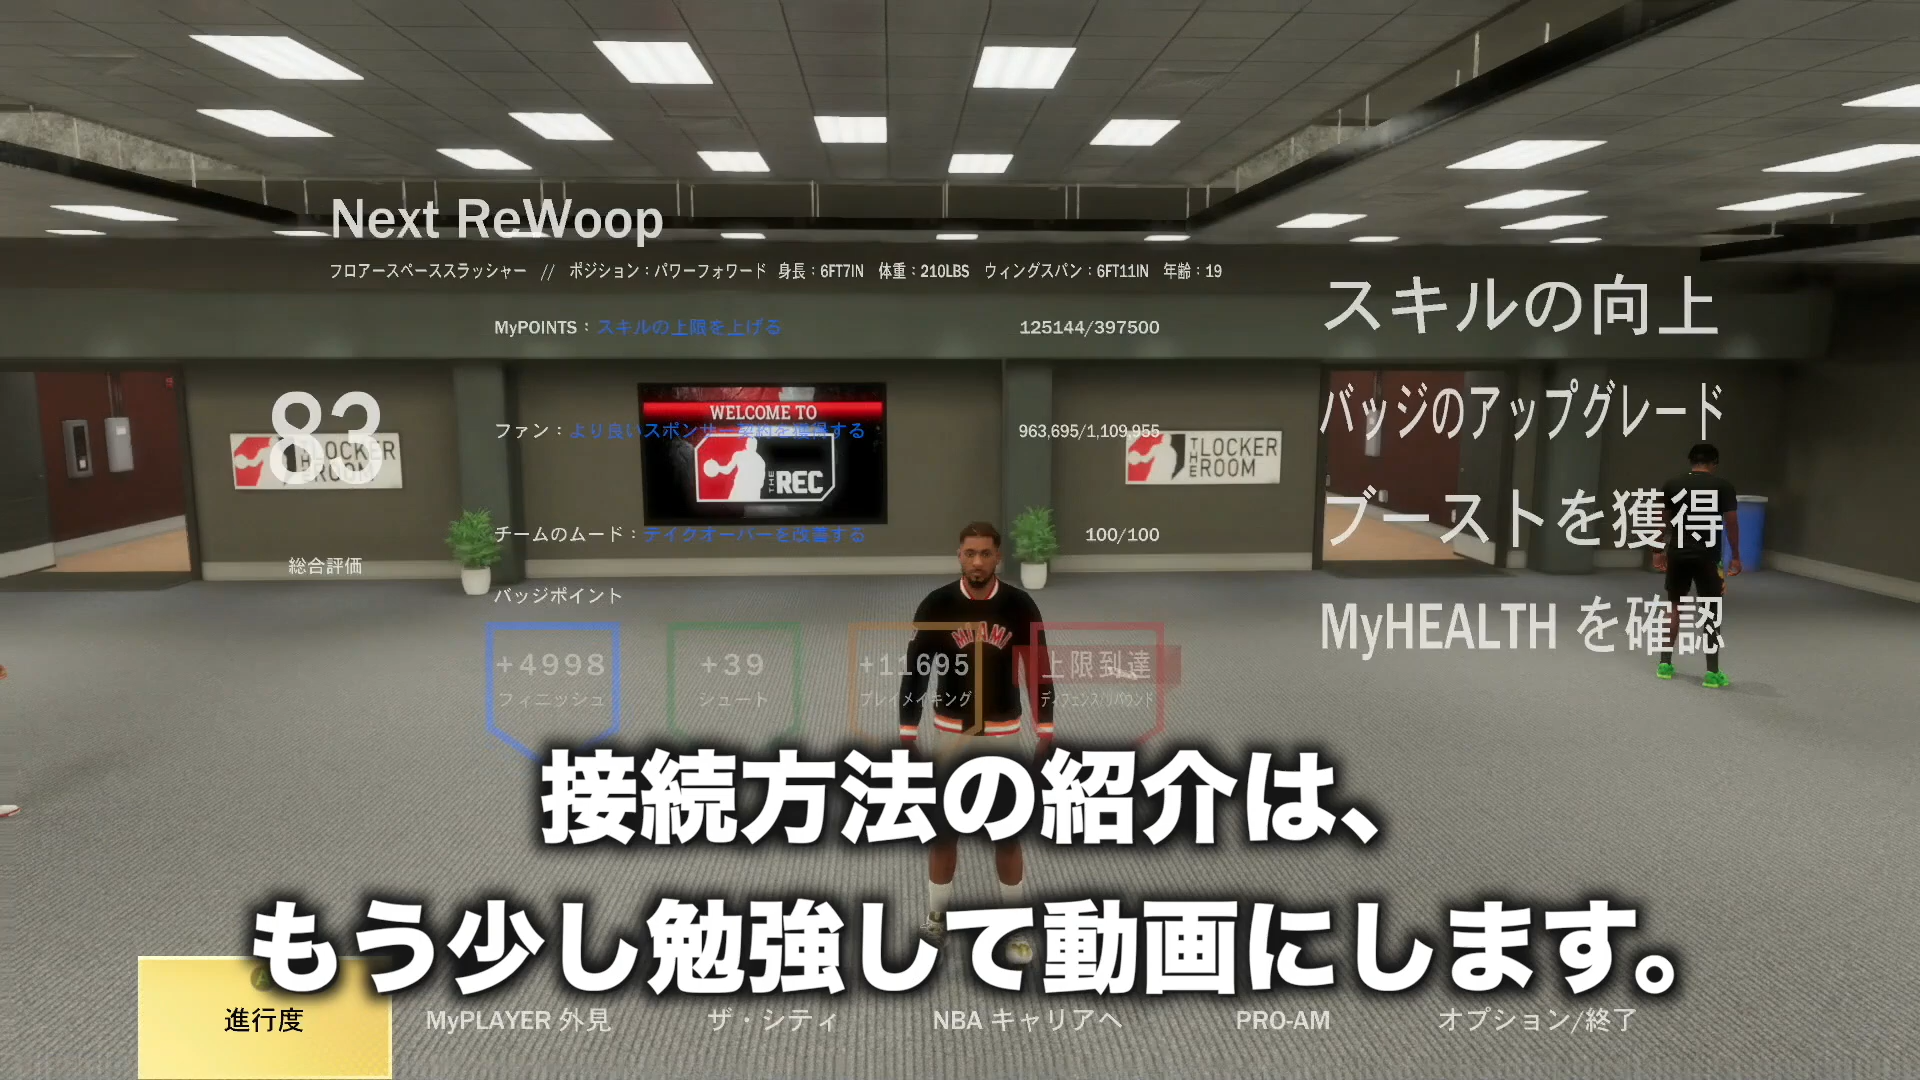 Next ReWoop
フロアースペーススラッシャー // ポジション：パワーフォワード 身長：6FT7IN 体重：210LBS ウィングスパン：6FT11IN 年齢：19
MyPOINTS：スキルの上限を上げる 125144/397500
スキルの向上
83
WELCOME TO
THE REC
ファン：より良いスポンサー契約を獲得する 963,695/1,109,955
THE LOCKER ROOM
THE LOCKER ROOM
バッジのアップグレード
チームのムード：テイクオーバーを改善する 100/100
ブーストを獲得
総合評価
バッジポイント
MyHEALTH を確認
+4998
フィニッシュ
+39
シュート
+11695
プレイメイキング
上限到達
ディフェンス/リバウンド
MIAMI
接続方法の紹介は、
もう少し勉強して動画にします。
A
進行度
MyPLAYER 外見
ザ・シティ
NBA キャリアへ
PRO-AM
オプション/終了